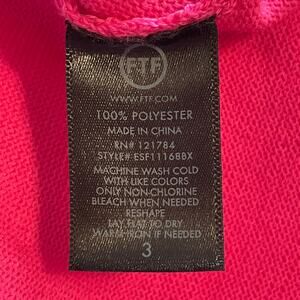 FTF
WWW.FTF.COM
100% POLYESTER
MADE IN CHINA
RN# 121784
STYLE# ESF11168BX
MACHINE WASH COLD
WITH LIKE COLORS
ONLY NON-CHLORINE
BLEACH WHEN NEEDED
RESHAPE
LAY FLAT TO DRY
WARM IRON IF NEEDED
3